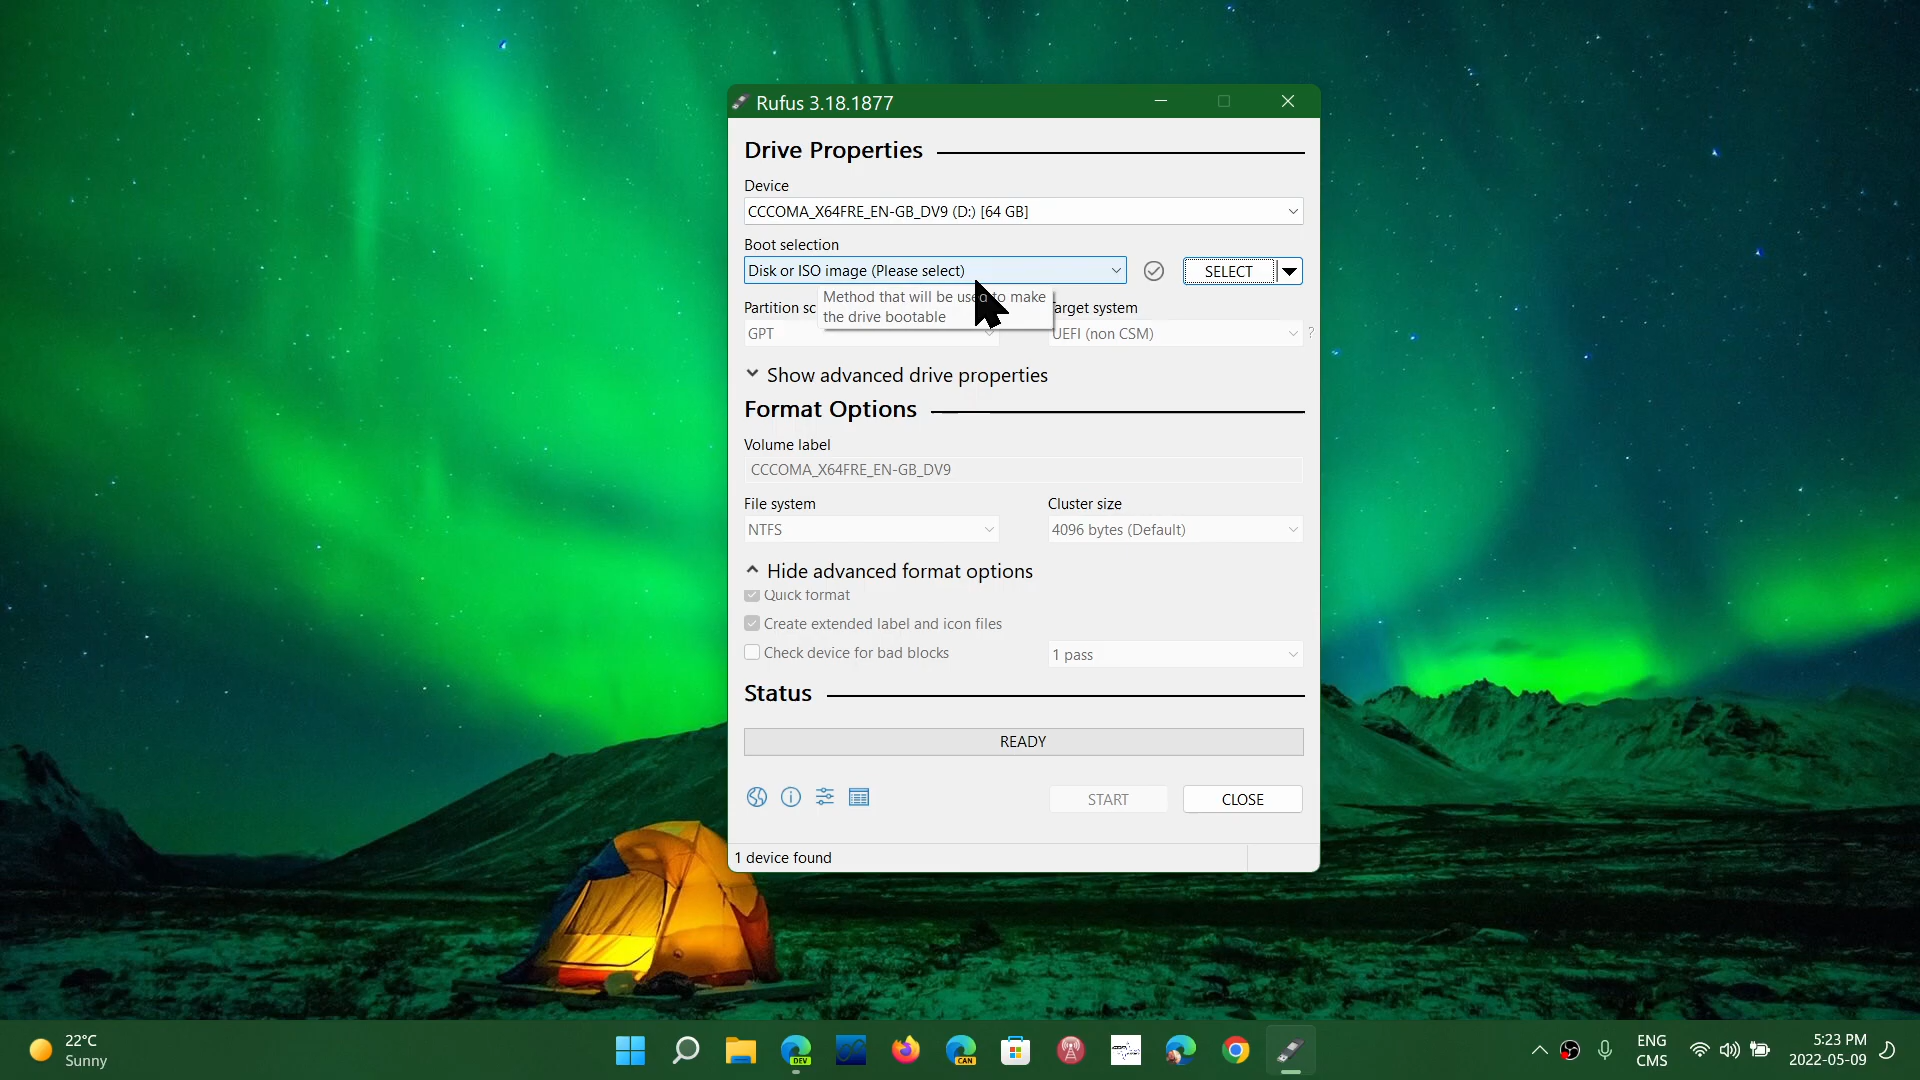 Rufus 3.18.1877
Drive Properties
Device
CCCOMA_X64FRE_EN-GB_DV9 (D:) [64 GB]
Boot selection
Disk or ISO image (Please select)
SELECT
Method that will be used to make
the drive bootable
Partition sc
Target system
GPT
UEFI (non CSM)
?
Show advanced drive properties
Format Options
Volume label
CCCOMA_X64FRE_EN-GB_DV9
File system
Cluster size
NTFS
4096 bytes (Default)
Hide advanced format options
Quick format
Create extended label and icon files
Check device for bad blocks
1 pass
Status
READY
START
CLOSE
1 device found
22°C
Sunny
DEV
CAN
ENG
CMS
5:23 PM
2022-05-09